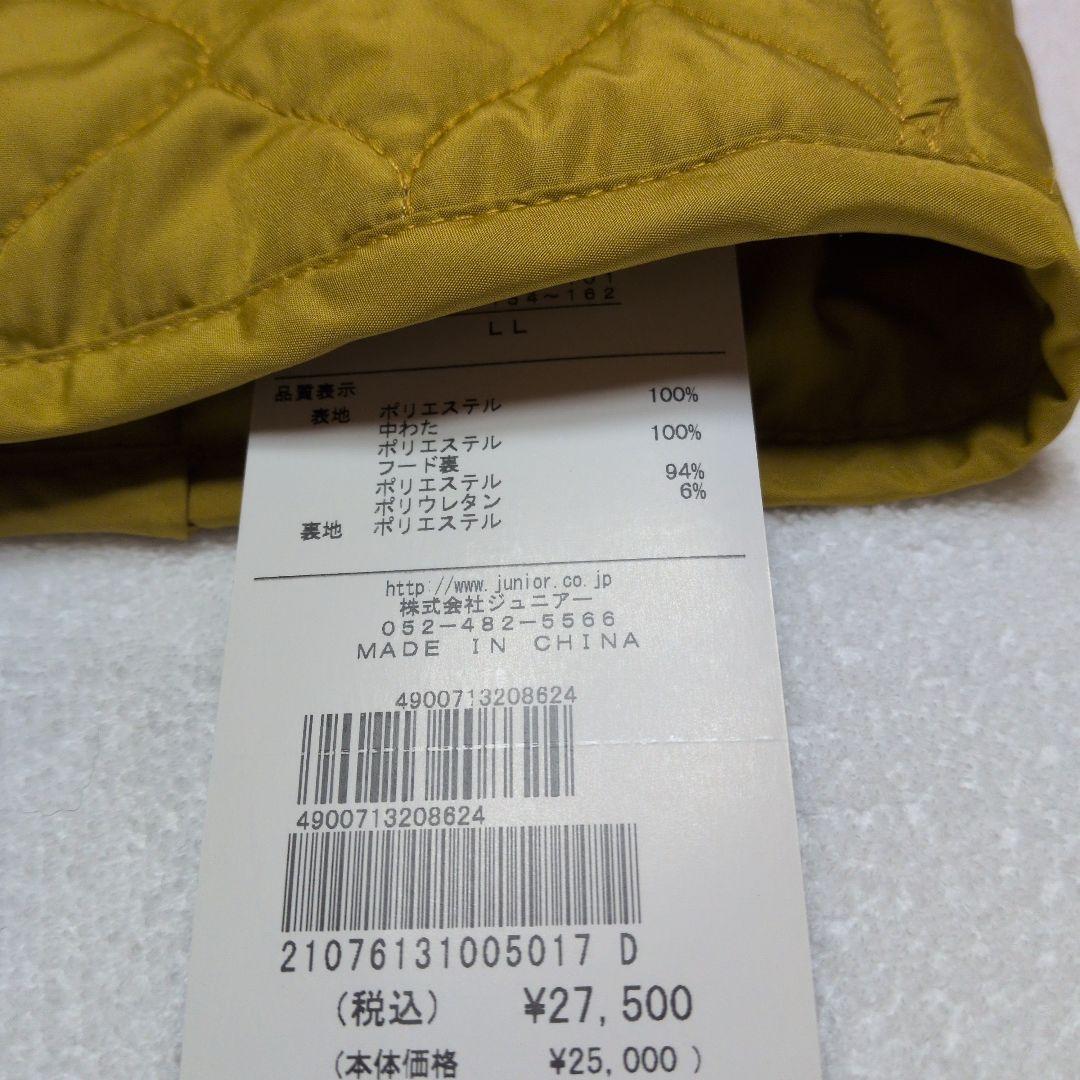 154～162
LL
品質表示
表地 ポリエステル 100%
中わた
ポリエステル 100%
フード裏
ポリエステル 94%
ポリウレタン 6%
裏地 ポリエステル
http://www.junior.co.jp
株式会社ジュニアー
052-482-5566
MADE IN CHINA
4900713208624
4900713208624
21076131005017 D
(税込) ¥27,500
(本体価格 ¥25,000)